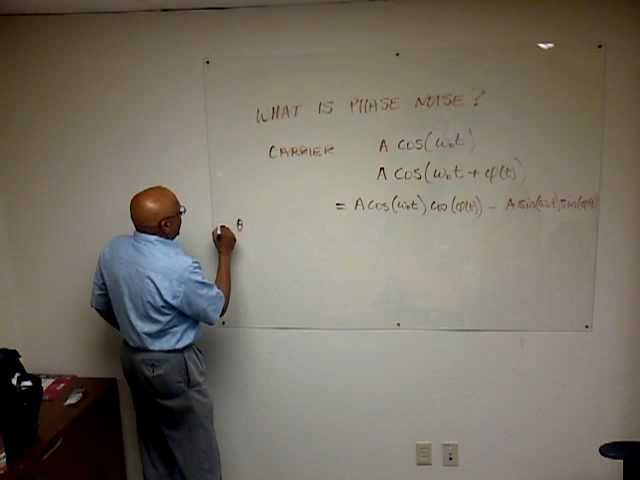 WHAT IS PHASE NOISE?
CARRIER A COS(ω₀t)
A COS(ω₀t + φ(t))
= A cos(ω₀t) cos(φ(t)) - A sin(ω₀t) sin(φ(t))
θ